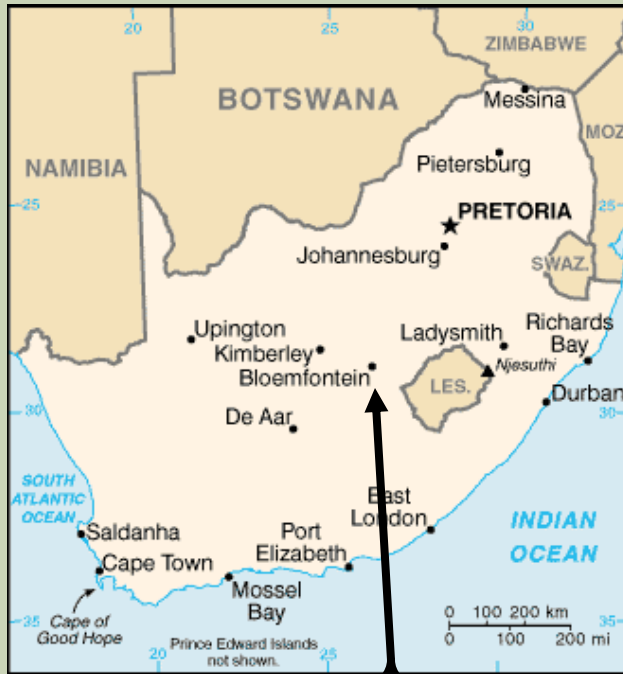 20
25
30
ZIMBABWE
BOTSWANA
Messina
MOZ
NAMIBIA
Pietersburg
25
25
PRETORIA
Johannesburg
SWAZ.
Upington
Ladysmith
Richards
Bay
Kimberley
Njesuthi
Bloemfontein
LES.
Durban
30
30
De Aar
SOUTH
ATLANTIC
OCEAN
East
London
INDIAN
OCEAN
Saldanha
Port
Elizabeth
Cape Town
Mossel
Bay
Cape of
Good Hope
0 100 200 km
0 100 200 mi
35
35
Prince Edward Islands
not shown.
20
25